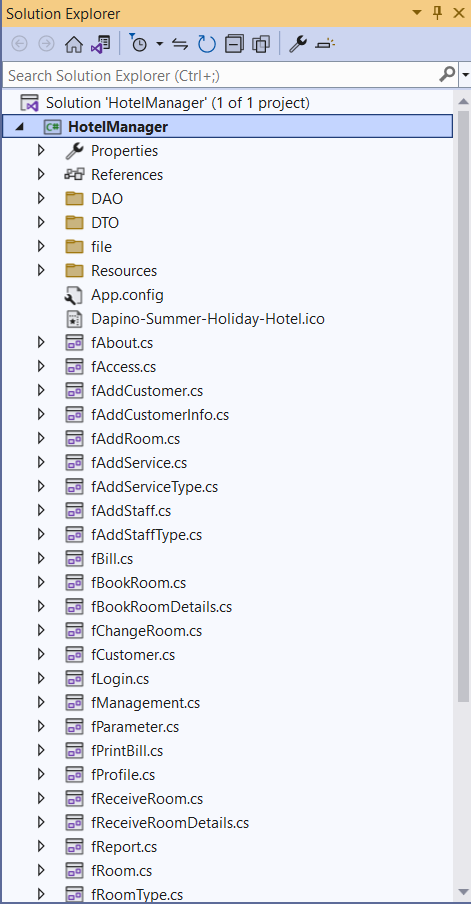 Solution Explorer
Search Solution Explorer (Ctrl+;)
Solution 'HotelManager' (1 of 1 project)
C# HotelManager
Properties
References
DAO
DTO
file
Resources
App.config
Dapino-Summer-Holiday-Hotel.ico
fAbout.cs
fAccess.cs
fAddCustomer.cs
fAddCustomerInfo.cs
fAddRoom.cs
fAddService.cs
fAddServiceType.cs
fAddStaff.cs
fAddStaffType.cs
fBill.cs
fBookRoom.cs
fBookRoomDetails.cs
fChangeRoom.cs
fCustomer.cs
fLogin.cs
fManagement.cs
fParameter.cs
fPrintBill.cs
fProfile.cs
fReceiveRoom.cs
fReceiveRoomDetails.cs
fReport.cs
fRoom.cs
fRoomType.cs